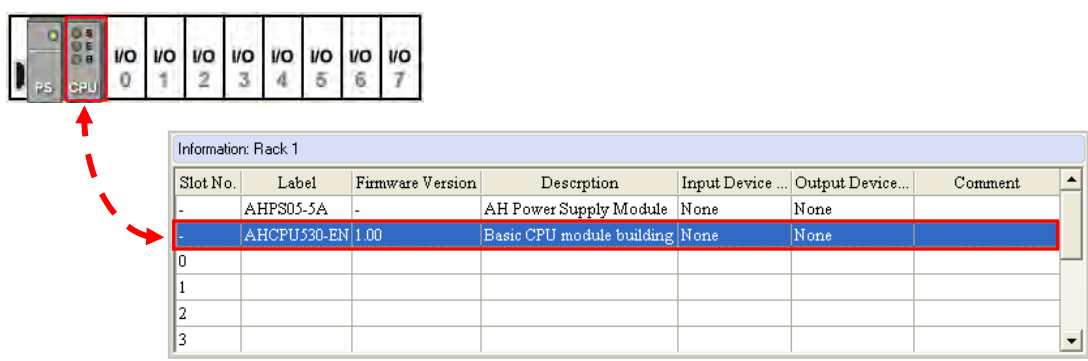 S
E
B
I/O I/O I/O I/O I/O I/O I/O I/O
PS CPU 0 1 2 3 4 5 6 7
Information: Rack 1
Slot No. Label Firmware Version Descrption Input Device ... Output Device... Comment
- AHPS05-5A - AH Power Supply Module None None
- AHCPU530-EN 1.00 Basic CPU module building None None
0
1
2
3